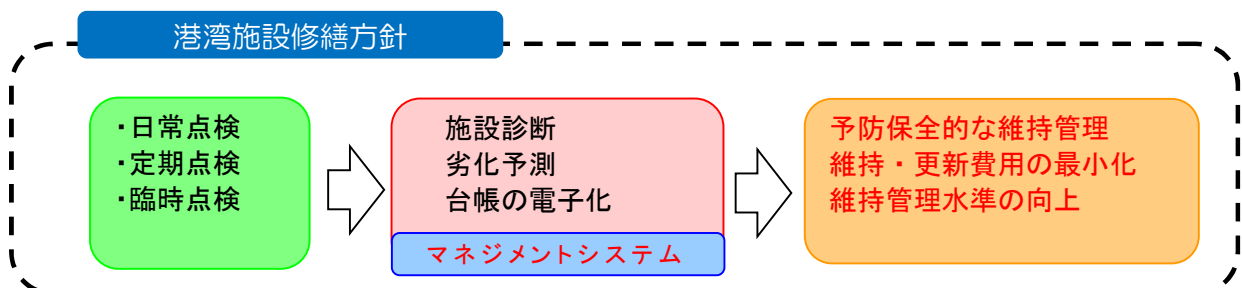 港湾施設修繕方針
・日常点検
・定期点検
・臨時点検
施設診断
劣化予測
台帳の電子化
マネジメントシステム
予防保全的な維持管理
維持・更新費用の最小化
維持管理水準の向上